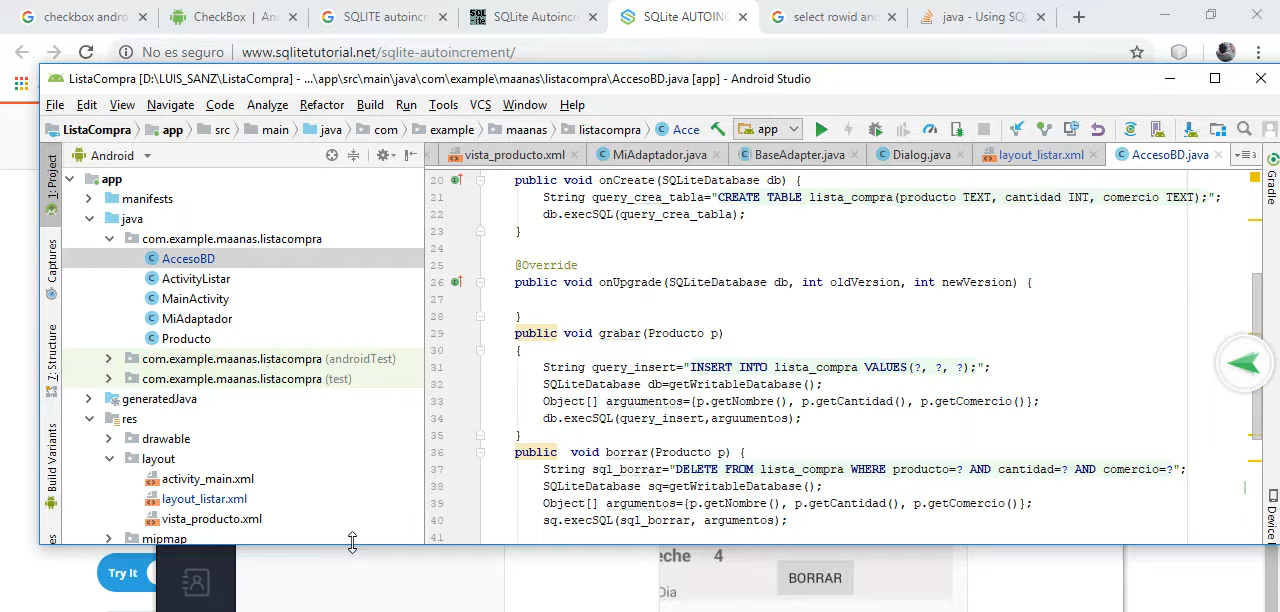 checkbox andro
CheckBox | An
SQLITE autoincr
SQLite Autoincr
SQLite AUTOINC
select rowid anc
java - Using SQL
No es seguro | www.sqlitetutorial.net/sqlite-autoincrement/
ListaCompra [D:\LUIS_SANZ\ListaCompra] - ...\app\src\main\java\com\example\maanas\listacompra\AccesoBD.java [app] - Android Studio
File Edit View Navigate Code Analyze Refactor Build Run Tools VCS Window Help
ListaCompra app src main java com example maanas listacompra Acce app
Android
vista_producto.xml MiAdaptador.java BaseAdapter.java Dialog.java layout_listar.xml AccesoBD.java
1: Project
Captures
7: Structure
Build Variants
es
app
manifests
java
com.example.maanas.listacompra
AccesoBD
ActivityListar
MainActivity
MiAdaptador
Producto
com.example.maanas.listacompra (androidTest)
com.example.maanas.listacompra (test)
generatedJava
res
drawable
layout
activity_main.xml
layout_listar.xml
vista_producto.xml
mipmap
20 public void onCreate(SQLiteDatabase db) {
21 String query_crea_tabla="CREATE TABLE lista_compra(producto TEXT, cantidad INT, comercio TEXT);";
22 db.execSQL(query_crea_tabla);
23 }
24
25 @Override
26 public void onUpgrade(SQLiteDatabase db, int oldVersion, int newVersion) {
27
28 }
29 public void grabar(Producto p)
30 {
31 String query_insert="INSERT INTO lista_compra VALUES(?, ?, ?);";
32 SQLiteDatabase db=getWritableDatabase();
33 Object[] arguumentos={p.getNombre(), p.getCantidad(), p.getComercio()};
34 db.execSQL(query_insert,arguumentos);
35 }
36 public void borrar(Producto p) {
37 String sql_borrar="DELETE FROM lista_compra WHERE producto=? AND cantidad=? AND comercio=?";
38 SQLiteDatabase sq=getWritableDatabase();
39 Object[] argumentos={p.getNombre(), p.getCantidad(), p.getComercio()};
40 sq.execSQL(sql_borrar, argumentos);
41
Gradle
Device
Try It
eche 4
BORRAR
Dia